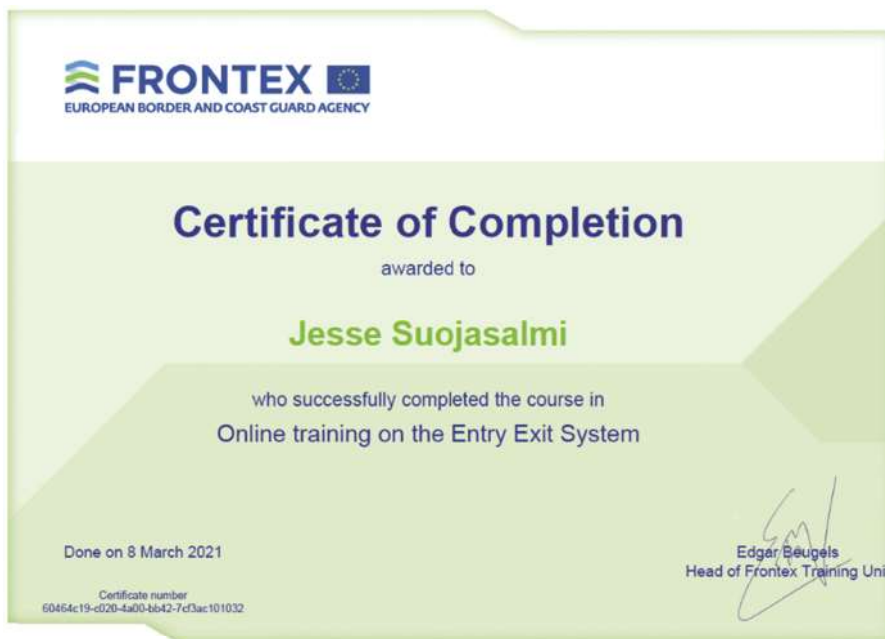 FRONTEX
EUROPEAN BORDER AND COAST GUARD AGENCY
Certificate of Completion
awarded to
Jesse Suojasalmi
who successfully completed the course in
Online training on the Entry Exit System
Done on 8 March 2021
Edgar Beugels
Head of Frontex Training Uni
Certificate number
60464c19-c020-4a00-bb42-7cf3ac101032